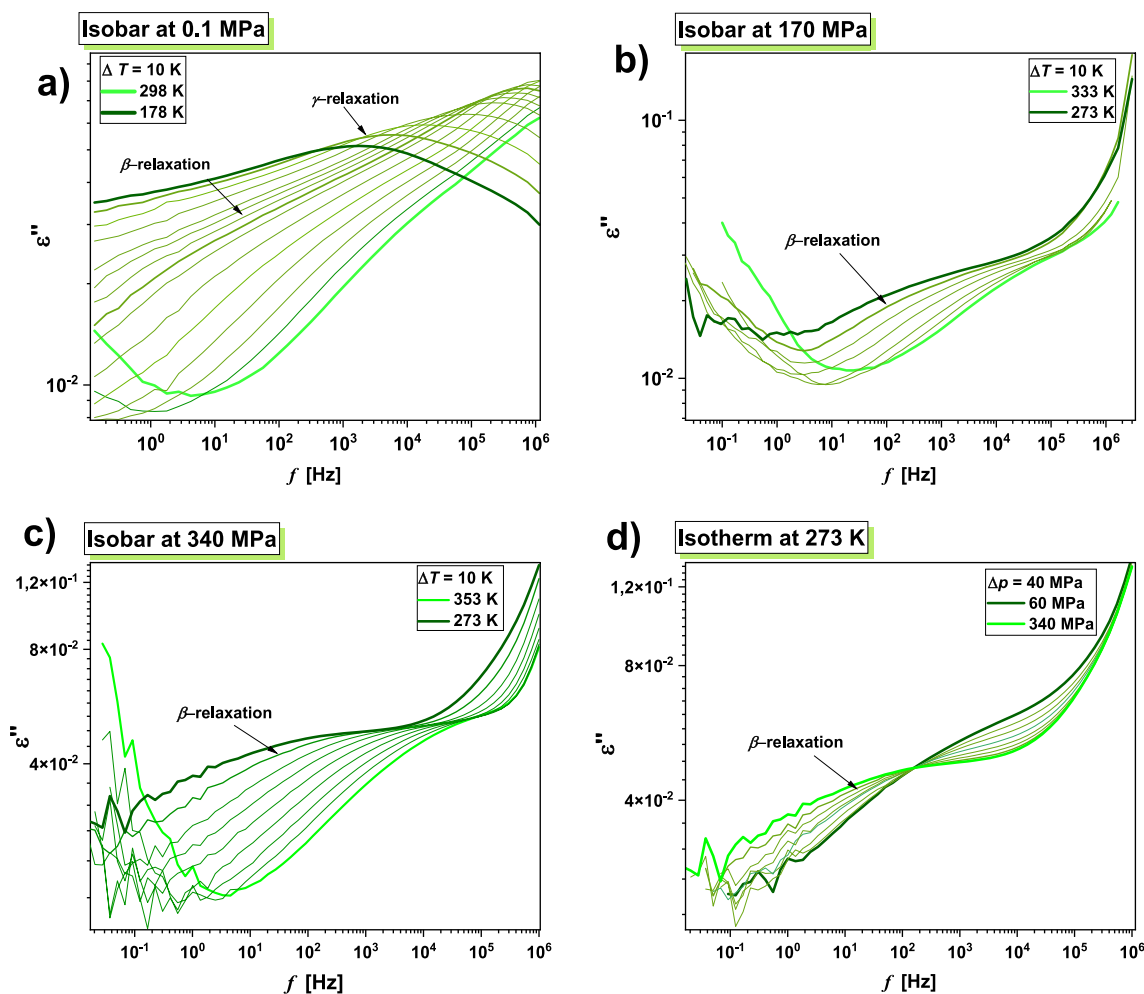 Isobar at 0.1 MPa
a)
Δ T = 10 K
298 K
178 K
γ-relaxation
β-relaxation
10⁻²
ε''
10⁰ 10¹ 10² 10³ 10⁴ 10⁵ 10⁶
f [Hz]
Isobar at 170 MPa
b)
ΔT = 10 K
333 K
273 K
10⁻¹
β-relaxation
10⁻²
ε''
10⁻¹ 10⁰ 10¹ 10² 10³ 10⁴ 10⁵ 10⁶
f [Hz]
c)
Isobar at 340 MPa
Δ T = 10 K
353 K
273 K
1,2×10⁻¹
8×10⁻²
4×10⁻²
β-relaxation
ε''
10⁻¹ 10⁰ 10¹ 10² 10³ 10⁴ 10⁵ 10⁶
f [Hz]
d)
Isotherm at 273 K
Δp = 40 MPa
60 MPa
340 MPa
1,2×10⁻¹
8×10⁻²
4×10⁻²
β-relaxation
ε''
10⁻¹ 10⁰ 10¹ 10² 10³ 10⁴ 10⁵ 10⁶
f [Hz]